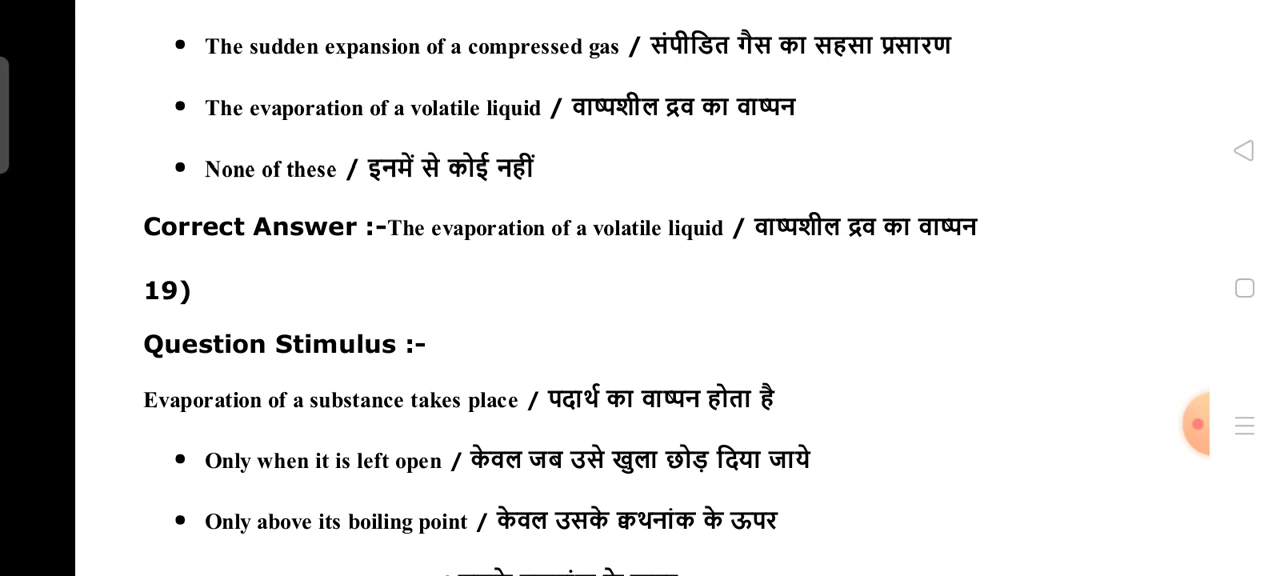 • The sudden expansion of a compressed gas / संपीडित गैस का सहसा प्रसारण
• The evaporation of a volatile liquid / वाष्पशील द्रव का वाष्पन
• None of these / इनमें से कोई नहीं
Correct Answer :-The evaporation of a volatile liquid / वाष्पशील द्रव का वाष्पन
19)
Question Stimulus :-
Evaporation of a substance takes place / पदार्थ का वाष्पन होता है
• Only when it is left open / केवल जब उसे खुला छोड़ दिया जाये
• Only above its boiling point / केवल उसके क्वथनांक के ऊपर